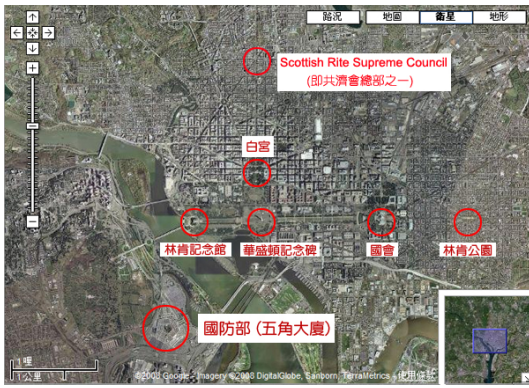 路況
地圖
衛星
地形
Scottish Rite Supreme Council
(即共濟會總部之一)
白宮
林肯記念館
華盛頓記念碑
國會
林肯公園
國防部 (五角大廈)
1 哩
1 公里
©2008 Google - Imagery ©2008 DigitalGlobe, Sanborn, TerraMetrics - 使用條款